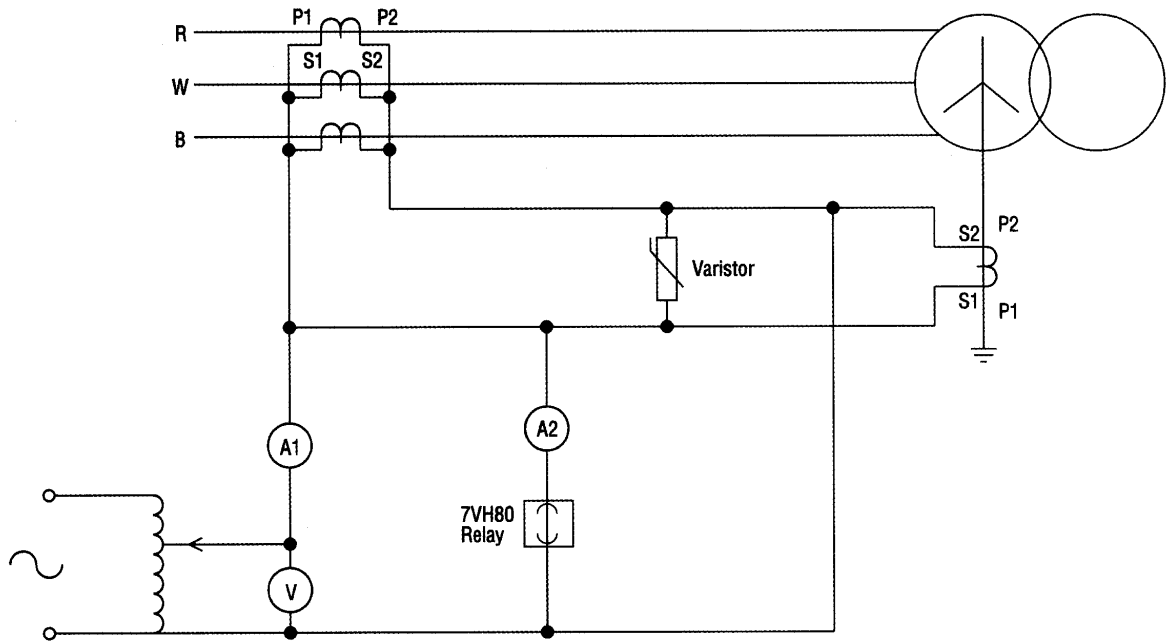 P1 P2
R
S1 S2
W
B
S2 P2
Varistor
S1 P1
A1
A2
7VH80
Relay
V